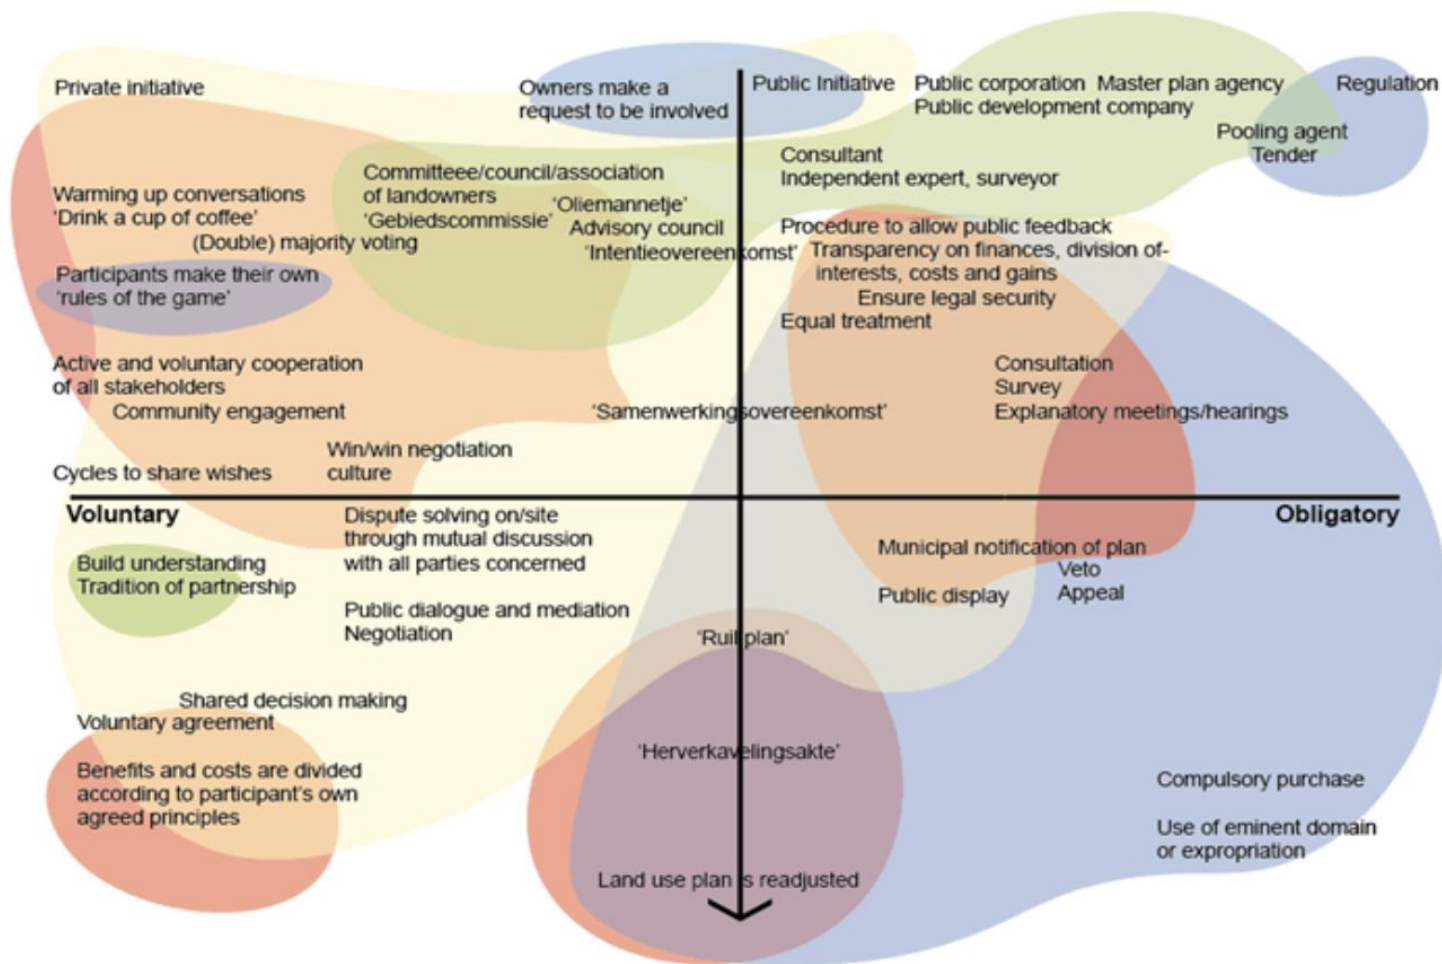 Private initiative
Owners make a
request to be involved
Public Initiative
Public corporation Master plan agency
Public development company
Regulation
Pooling agent
Tender
Consultant
Independent expert, surveyor
Committeee/council/association
of landowners
'Gebiedscommissie'
'Oliemannetje'
Advisory council
'Intentieovereenkomst'
Warming up conversations
'Drink a cup of coffee'
(Double) majority voting
Participants make their own
'rules of the game'
Procedure to allow public feedback
Transparency on finances, division of-
interests, costs and gains
Ensure legal security
Equal treatment
Active and voluntary cooperation
of all stakeholders
Community engagement
'Samenwerkingsovereenkomst'
Consultation
Survey
Explanatory meetings/hearings
Win/win negotiation
culture
Cycles to share wishes
Voluntary
Obligatory
Dispute solving on/site
through mutual discussion
with all parties concerned
Build understanding
Tradition of partnership
Public dialogue and mediation
Negotiation
Municipal notification of plan
Veto
Appeal
Public display
'Ruilplan'
Shared decision making
Voluntary agreement
Benefits and costs are divided
according to participant's own
agreed principles
'Herverkavelingsakte'
Compulsory purchase
Use of eminent domain
or expropriation
Land use plan is readjusted